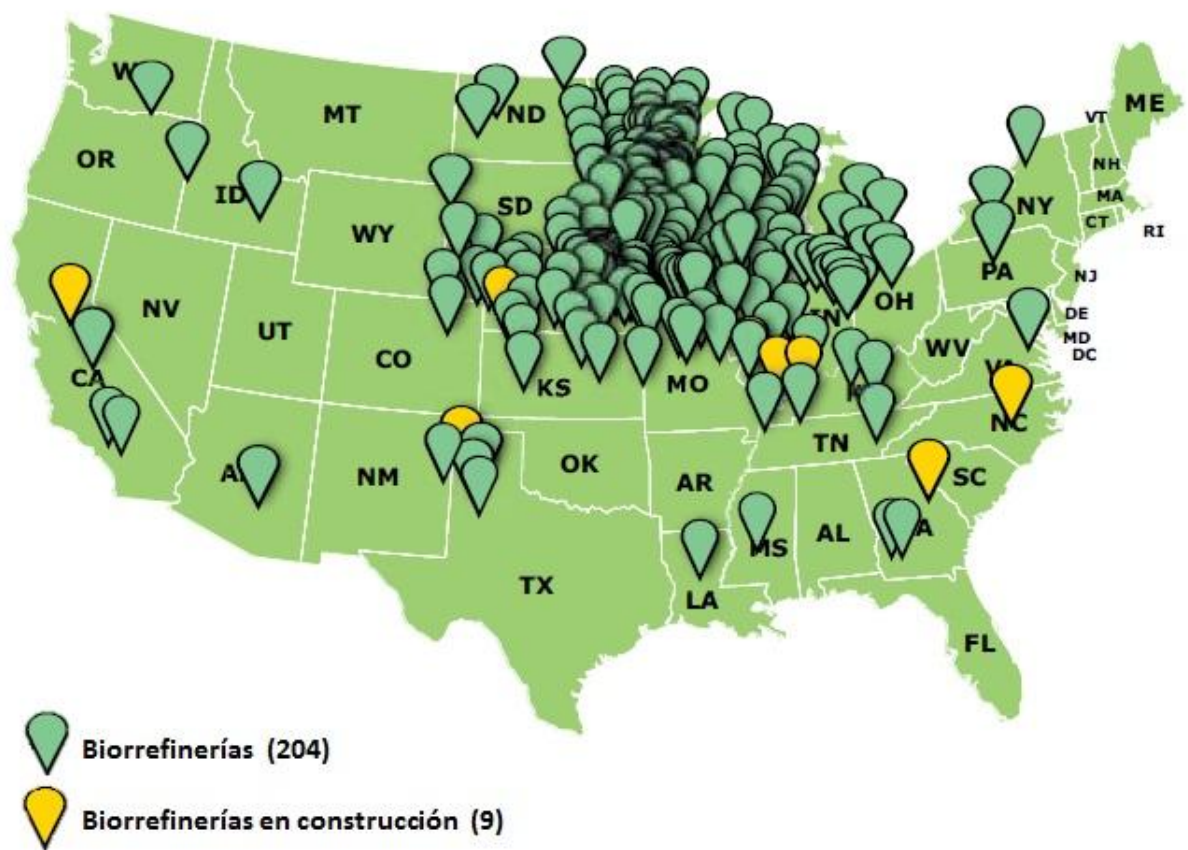 ME
VT
MT
ND
OR
NH
ID
SD
MA
NY
CT
RI
WY
PA
NJ
OH
NV
IN
DE
UT
MD
WV
CO
DC
VA
CA
KS
MO
NC
TN
OK
NM
SC
AR
MS
AL
TX
LA
FL
Biorrefinerías (204)
Biorrefinerías en construcción (9)